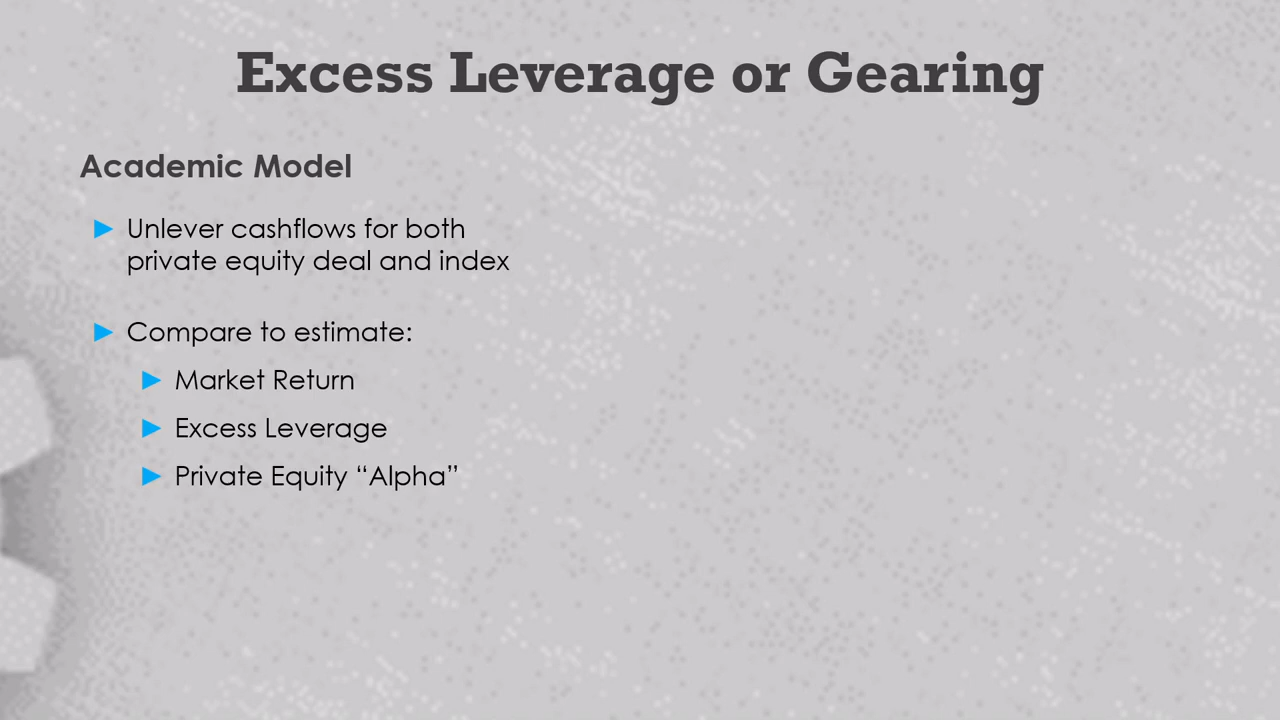 Excess Leverage or Gearing
Academic Model
Unlever cashflows for both
private equity deal and index
Compare to estimate:
Market Return
Excess Leverage
Private Equity “Alpha”